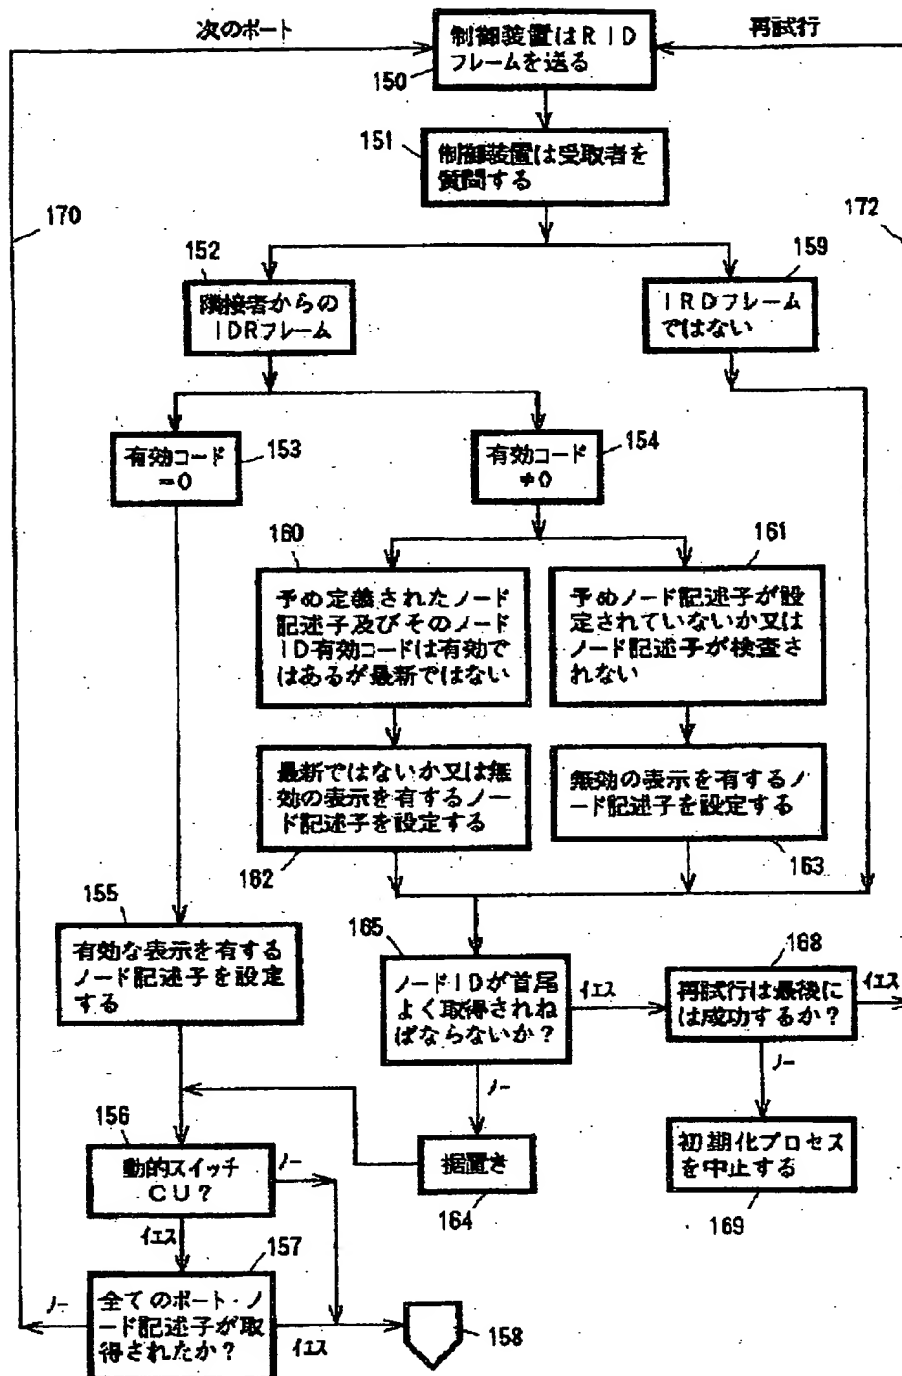 次のポート
制御装置はRID
フレームを送る
再試行
150
151
制御装置は受取者を
質問する
170
172
152
159
隣接者からの
IDRフレーム
IRDフレーム
ではない
有効コード
=0
153
有効コード
≠0
154
160
161
予め定義されたノード
記述子及びそのノード
ID有効コードは有効で
はあるが最新ではない
予めノード記述子が設
定されていないか又は
ノード記述子が検査さ
れない
最新ではないか又は無
効の表示を有するノー
ド記述子を設定する
無効の表示を有するノ
ード記述子を設定する
162
163
155
165
168
有効な表示を有する
ノード記述子を設定
する
ノードIDが首尾
よく取得されね
ばならないか?
イエス
再試行は最後に
は成功するか?
イエス
ノー
ノー
156
動的スイッチ
CU?
ノー
据置き
初期化プロセス
を中止する
164
169
イエス
157
ノー
全てのポート・ノ
ード記述子が取
得されたか?
イエス
158